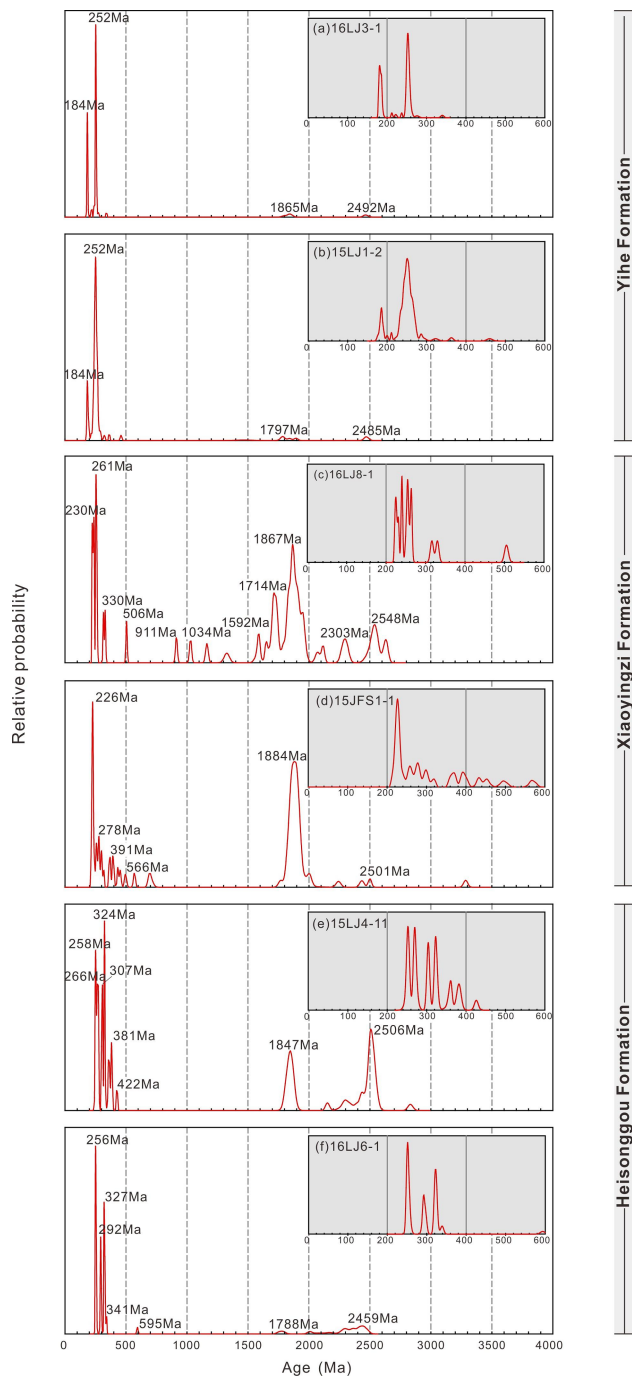 252Ma
(a)16LJ3-1
184Ma
0 100 200 300 400 500 600
1865Ma 2492Ma
252Ma
(b)15LJ1-2
184Ma
0 100 200 300 400 500 600
1797Ma 2485Ma
Yihe Formation
261Ma
(c)16LJ8-1
230Ma
1867Ma
0 100 200 300 400 500 600
1714Ma
330Ma
506Ma
1592Ma 2548Ma
911Ma 1034Ma 2303Ma
226Ma
(d)15JFS1-1
1884Ma
0 100 200 300 400 500 600
278Ma
391Ma
566Ma 2501Ma
Xiaoyingzi Formation
324Ma
(e)15LJ4-11
258Ma
266Ma 307Ma
0 100 200 300 400 500 600
381Ma 1847Ma 2506Ma
422Ma
256Ma
(f)16LJ6-1
327Ma
292Ma
0 100 200 300 400 500 600
341Ma
595Ma 1788Ma 2459Ma
Heisonggou Formation
Relative probability
0 500 1000 1500 2000 2500 3000 3500 4000
Age (Ma)